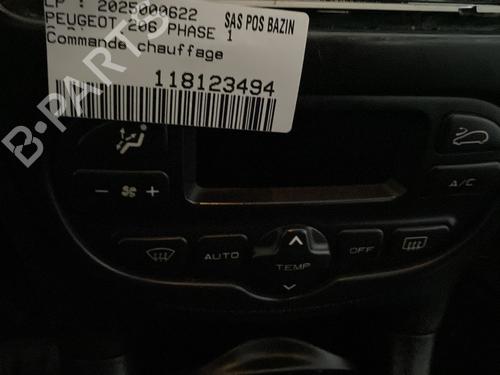 LP : 2025000622
PEUGEOT 206 PHASE 1
Commande chauffage
SAS POS BAZIN
118123494
B-PARTS
A/C
- +
AUTO
TEMP
OFF